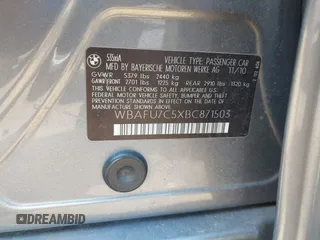 535xiA VEHICLE TYPE: PASSENGER CAR
MFD BY BAYERISCHE MOTOREN WERKE AG 11/10
GVWR 5379 lbs 2440 kg
GAWR FRONT 2701 lbs 1225 kg REAR 2910 lbs 1320 kg
THIS VEHICLE CONFORMS TO ALL APPLICABLE
FEDERAL MOTOR VEHICLE SAFETY, BUMPER AND THEFT
PREVENTION STANDARDS IN EFFECT ON THE DATE OF
MANUFACTURE SHOWN ABOVE
WBAFU7C5XBC871503
DREAMBID